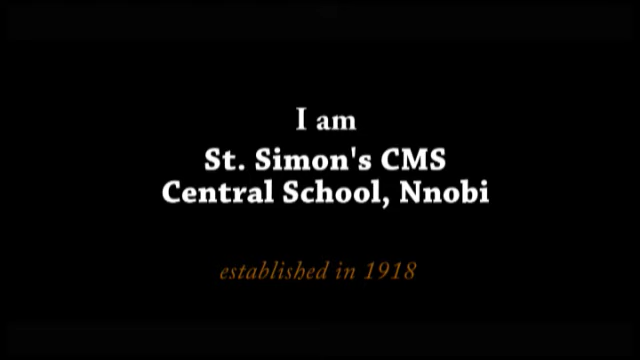 I am
St. Simon's CMS
Central School, Nnobi
established in 1918